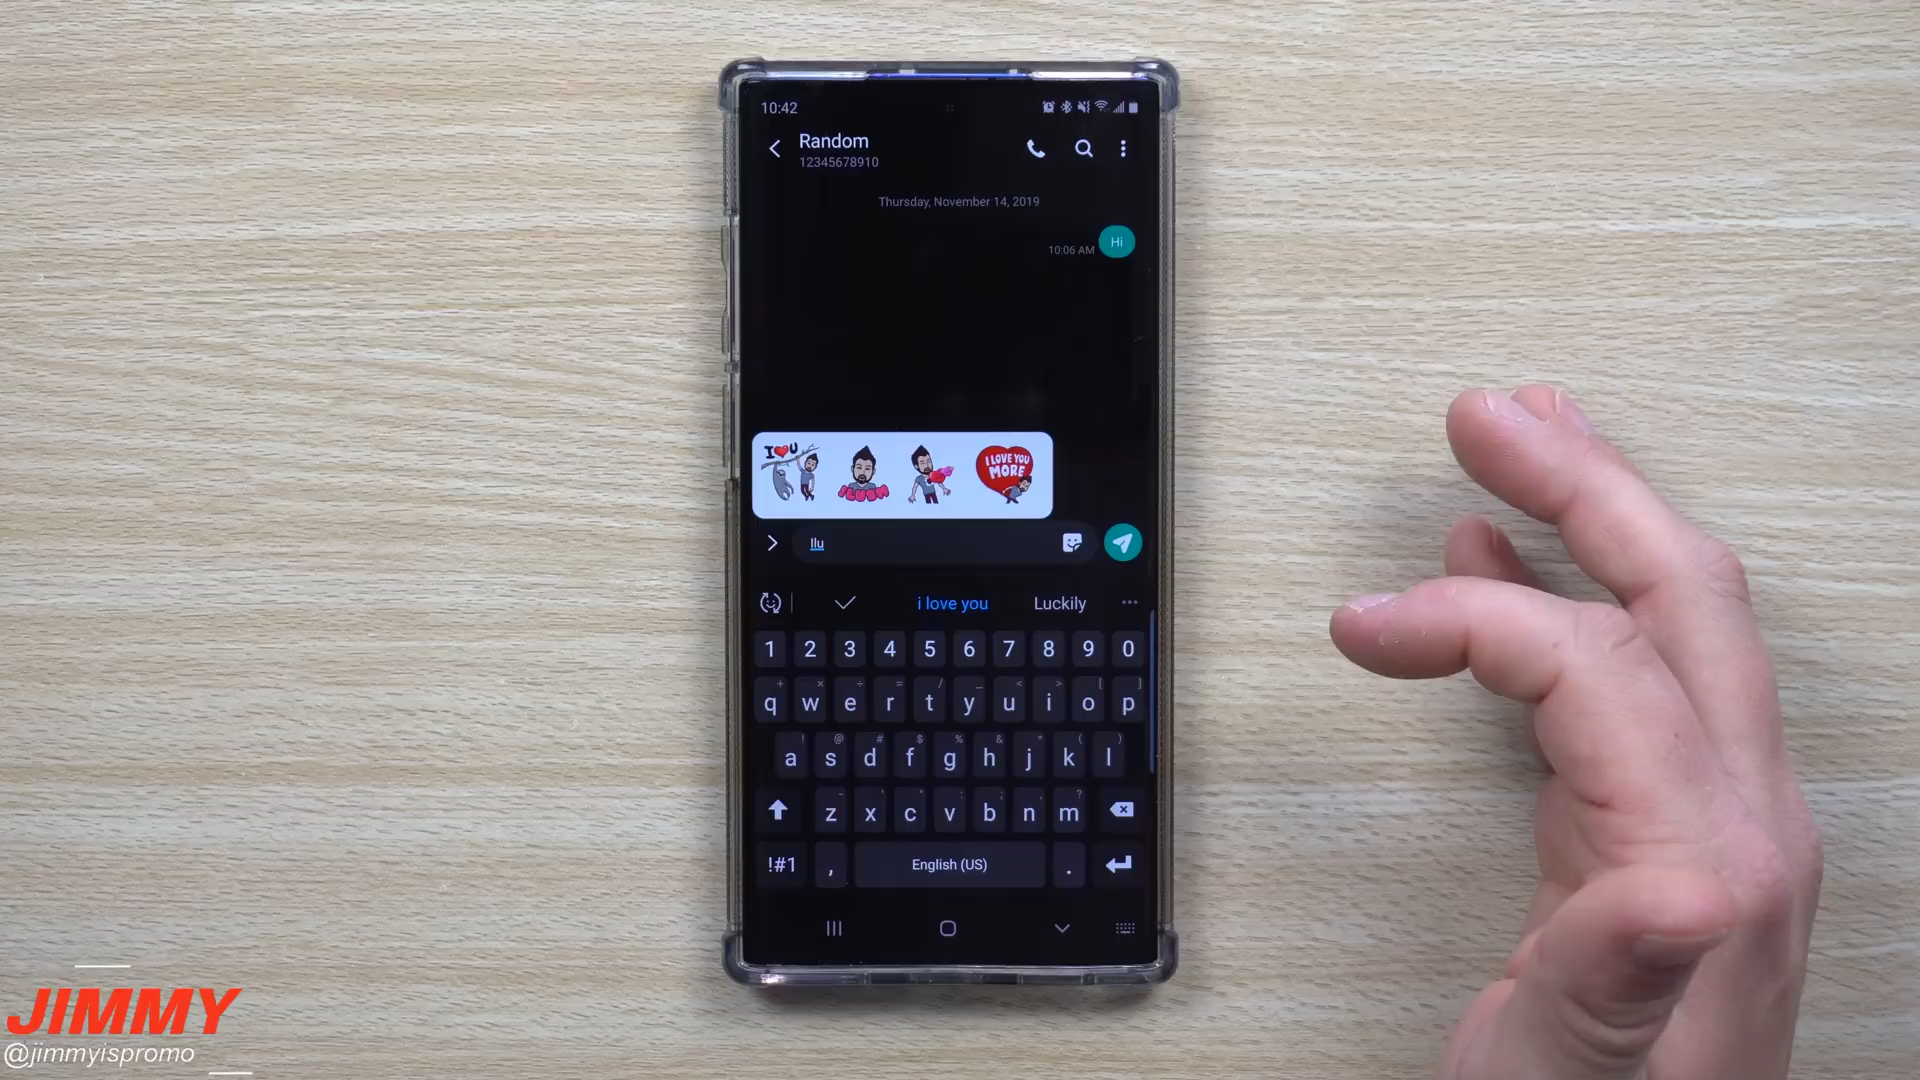 10:42
Random
12345678910
Thursday, November 14, 2019
10:06 AM Hi
I U
ILUSM
I LOVE YOU
MORE
Ilu
i love you Luckily ...
1 2 3 4 5 6 7 8 9 0
q w e r t y u i o p
a s d f g h j k l
z x c v b n m
!#1 , English (US) .
JIMMY
@jimmyispromo